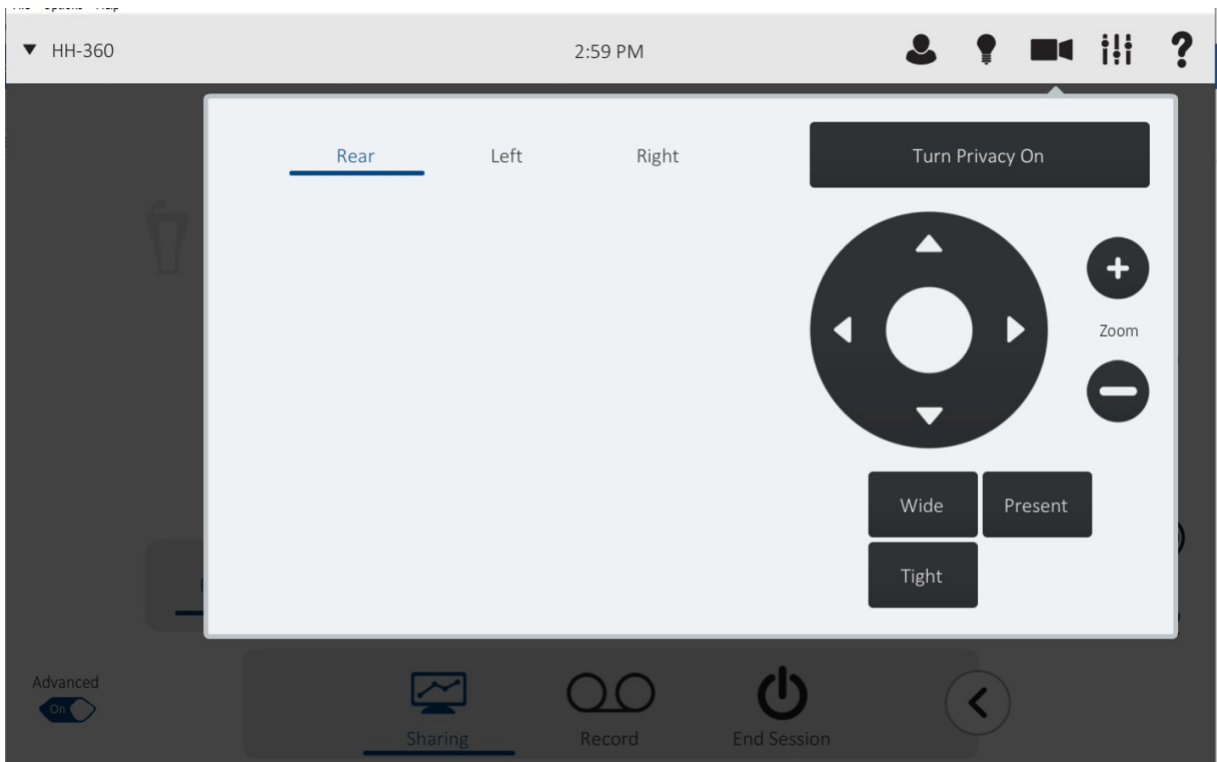 HH-360
2:59 PM
Rear Left Right
Turn Privacy On
Zoom
Wide Present
Tight
Advanced
On
Sharing Record End Session